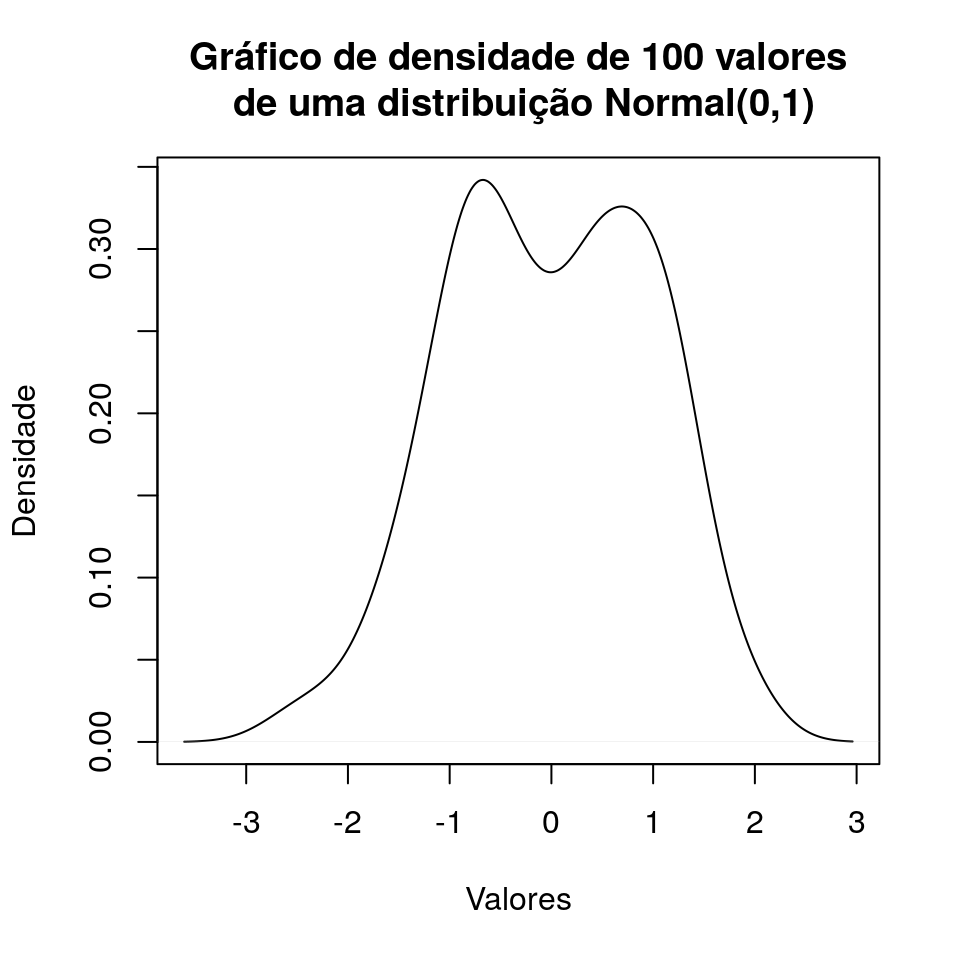 Gráfico de densidade de 100 valores
de uma distribuição Normal(0,1)
Densidade
0.30
0.20
0.10
0.00
-3 -2 -1 0 1 2 3
Valores